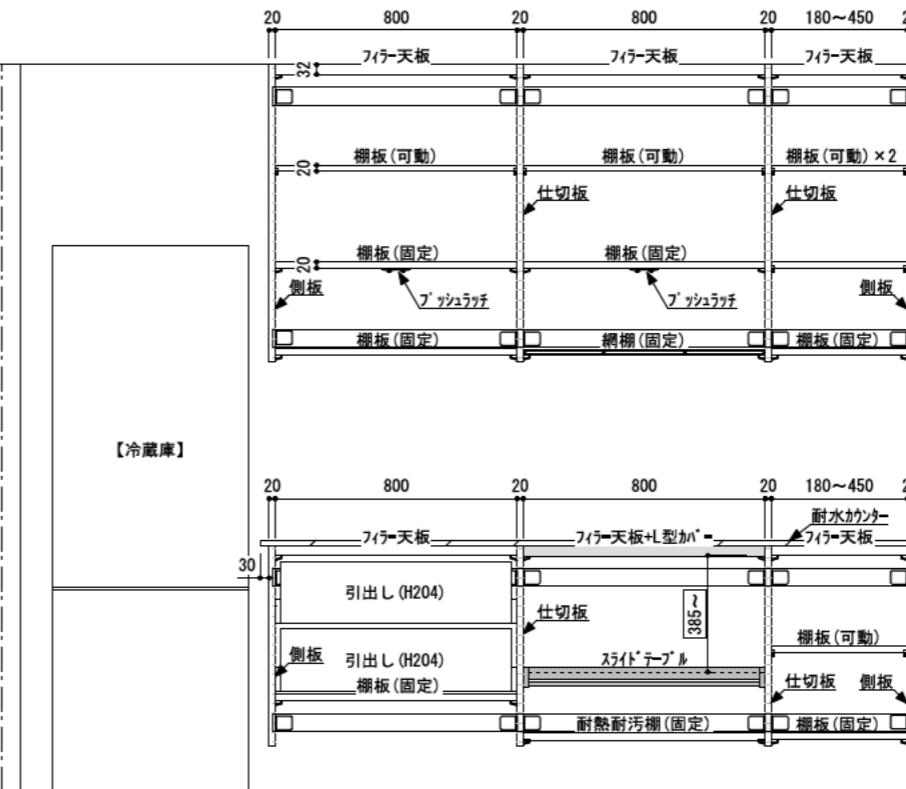 20 800 20 800 20 180～450 2
フィラー天板 フィラー天板 フィラー天板
32
棚板(可動) 棚板(可動) 棚板(可動)×2
20
仕切板 仕切板
棚板(固定) 棚板(固定)
20
側板 プッシュラッチ プッシュラッチ 側板
棚板(固定) 網棚(固定) 棚板(固定)
【冷蔵庫】
20 800 20 800 20 180～450 2
耐水カウンター
フィラー天板 フィラー天板+L型カバー フィラー天板
30
引出し(H204)
385～
仕切板
棚板(可動)
側板 引出し(H204) スライドテーブル
棚板(固定) 仕切板 側板
耐熱耐汚棚(固定) 棚板(固定)